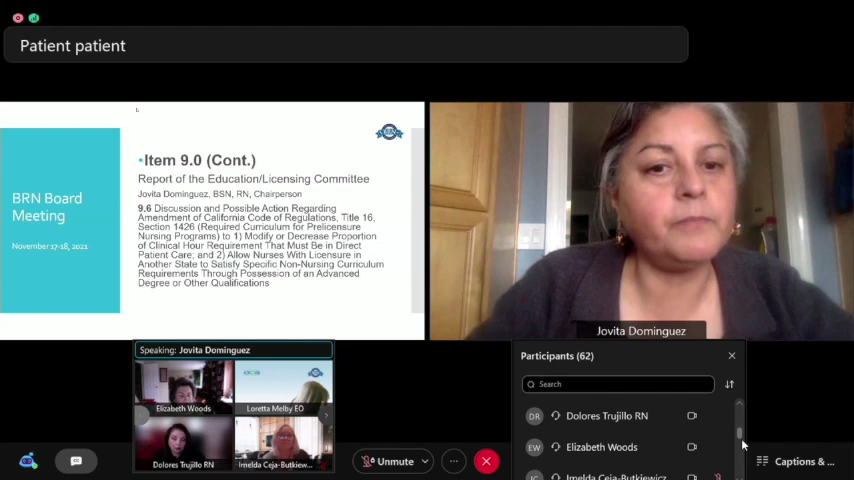 Patient patient
BRN Board
Meeting
November 17-18, 2021
•Item 9.0 (Cont.)
Report of the Education/Licensing Committee
Jovita Dominguez, BSN, RN, Chairperson
9.6 Discussion and Possible Action Regarding
Amendment of California Code of Regulations, Title 16,
Section 1426 (Required Curriculum for Prelicensure
Nursing Programs) to 1) Modify or Decrease Proportion
of Clinical Hour Requirement That Must Be in Direct
Patient Care; and 2) Allow Nurses With Licensure in
Another State to Satisfy Specific Non-Nursing Curriculum
Requirements Through Possession of an Advanced
Degree or Other Qualifications
Jovita Dominguez
Speaking: Jovita Dominguez
Elizabeth Woods
Loretta Melby EO
Dolores Trujillo RN
Imelda Ceja-Butkiew...
Participants (62)
Search
DR Dolores Trujillo RN
EW Elizabeth Woods
IC Imelda Ceja-Butkiewicz
CC
Unmute
Captions & ...